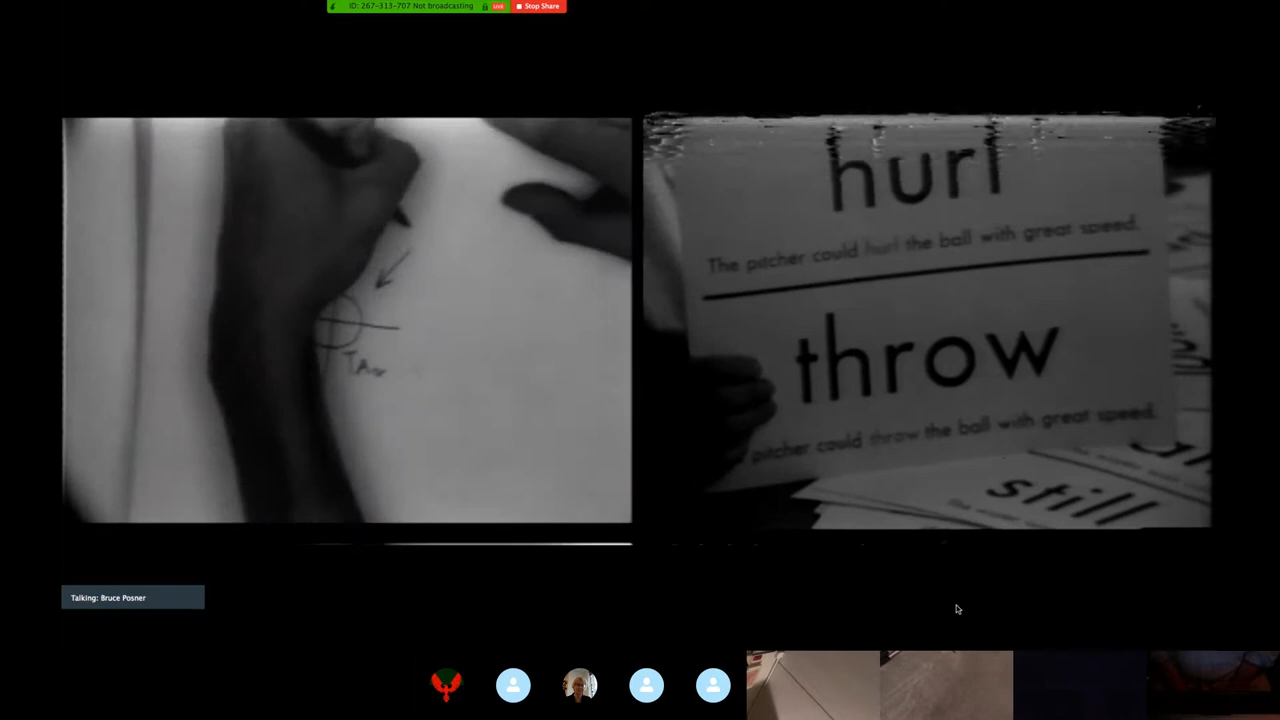 ID: 267-313-707 Not broadcasting
LIVE
Stop Share
hurl
The pitcher could hurl the ball with great speed.
throw
pitcher could throw the ball with great speed.
still
Talking: Bruce Posner